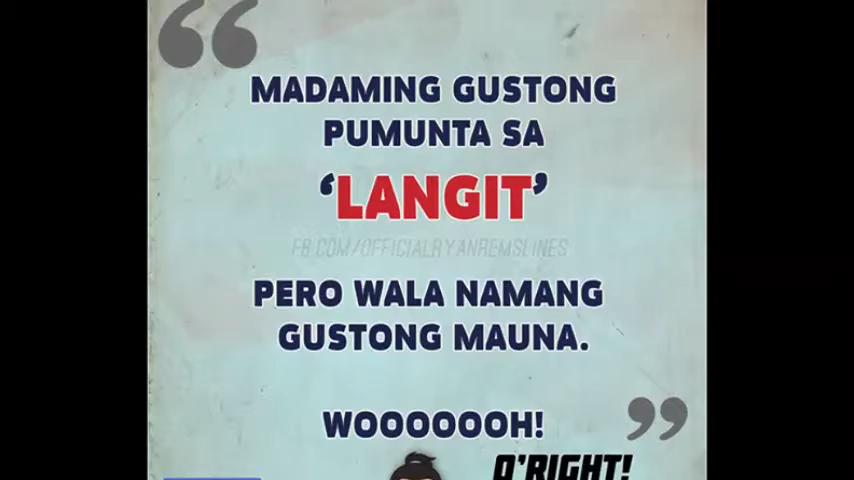 “
MADAMING GUSTONG
PUMUNTA SA
‘LANGIT’
FB.COM/OFFICIALRYANREMSLINES
PERO WALA NAMANG
GUSTONG MAUNA.
WOOOOOOH!
”
O'RIGHT!